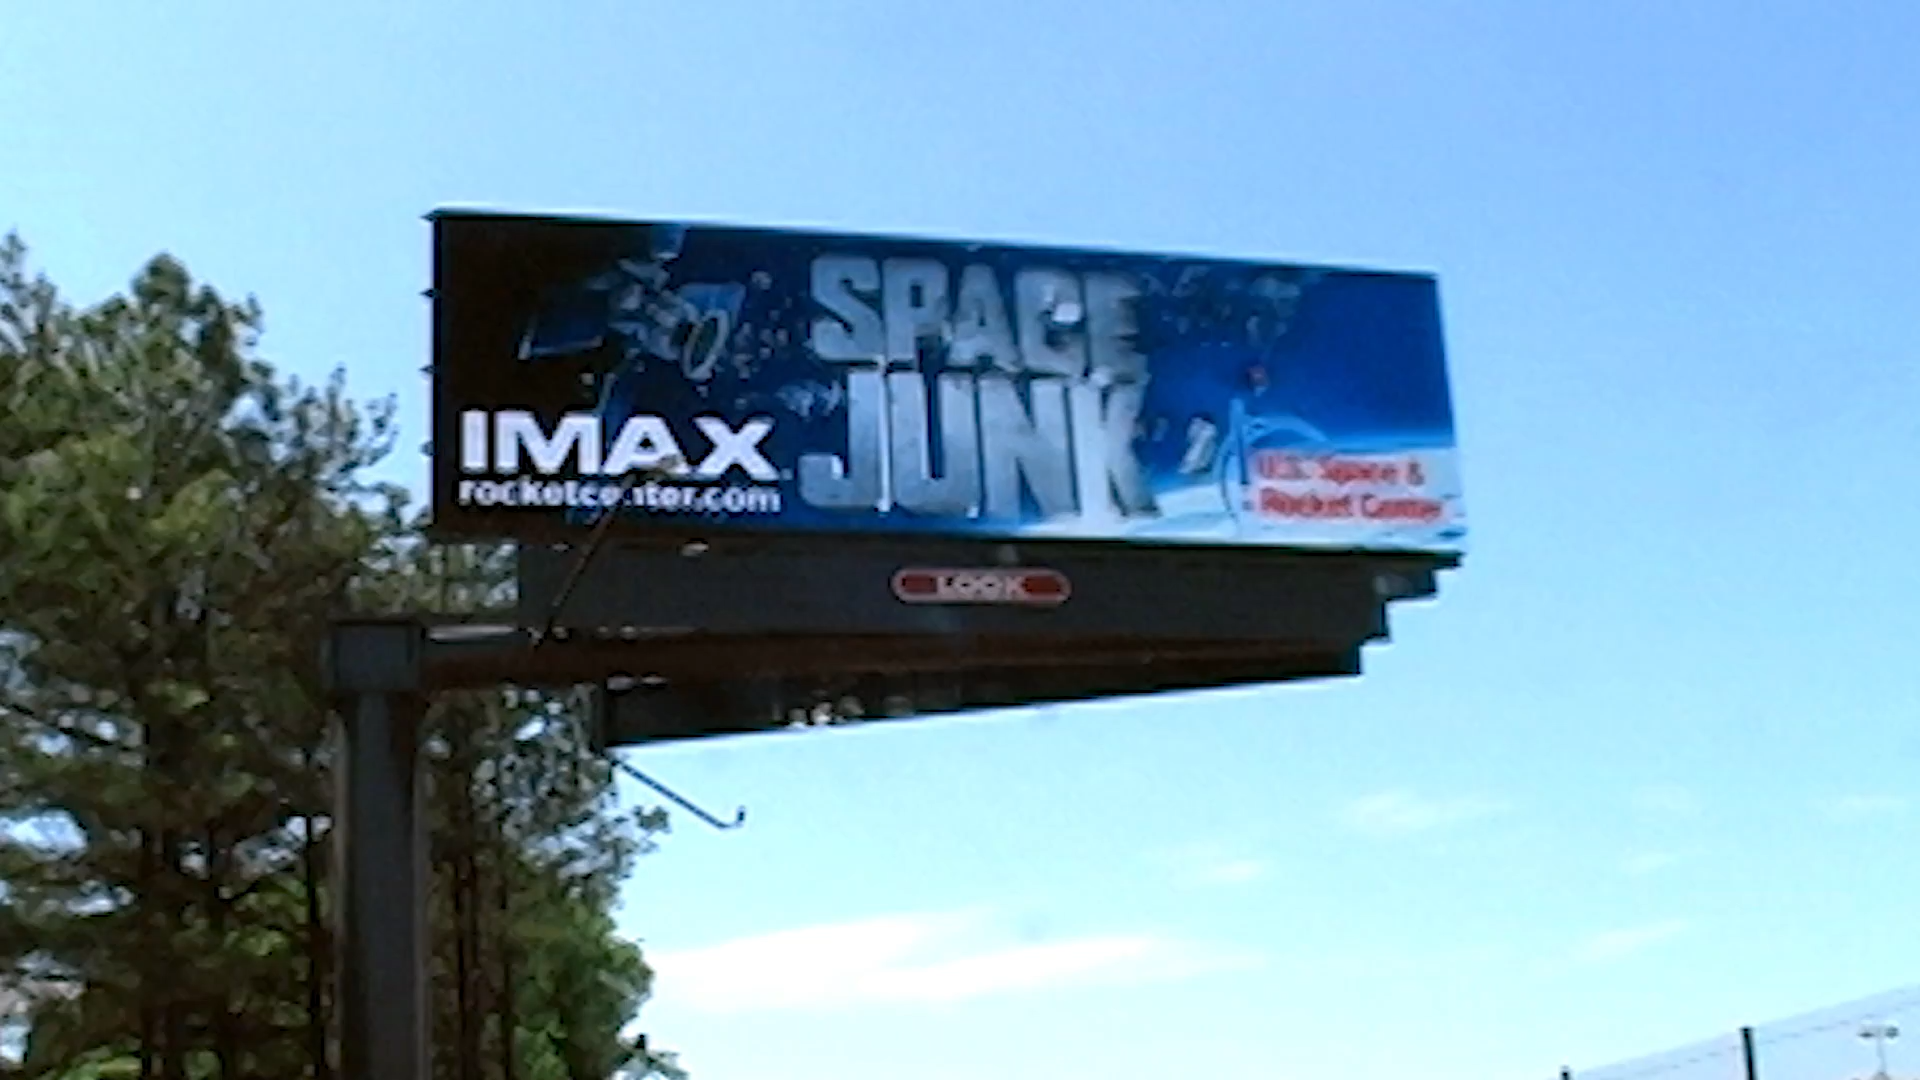 SPACE
JUNK
IMAX
rocketcenter.com
U.S. Space &
Rocket Center
LOOK